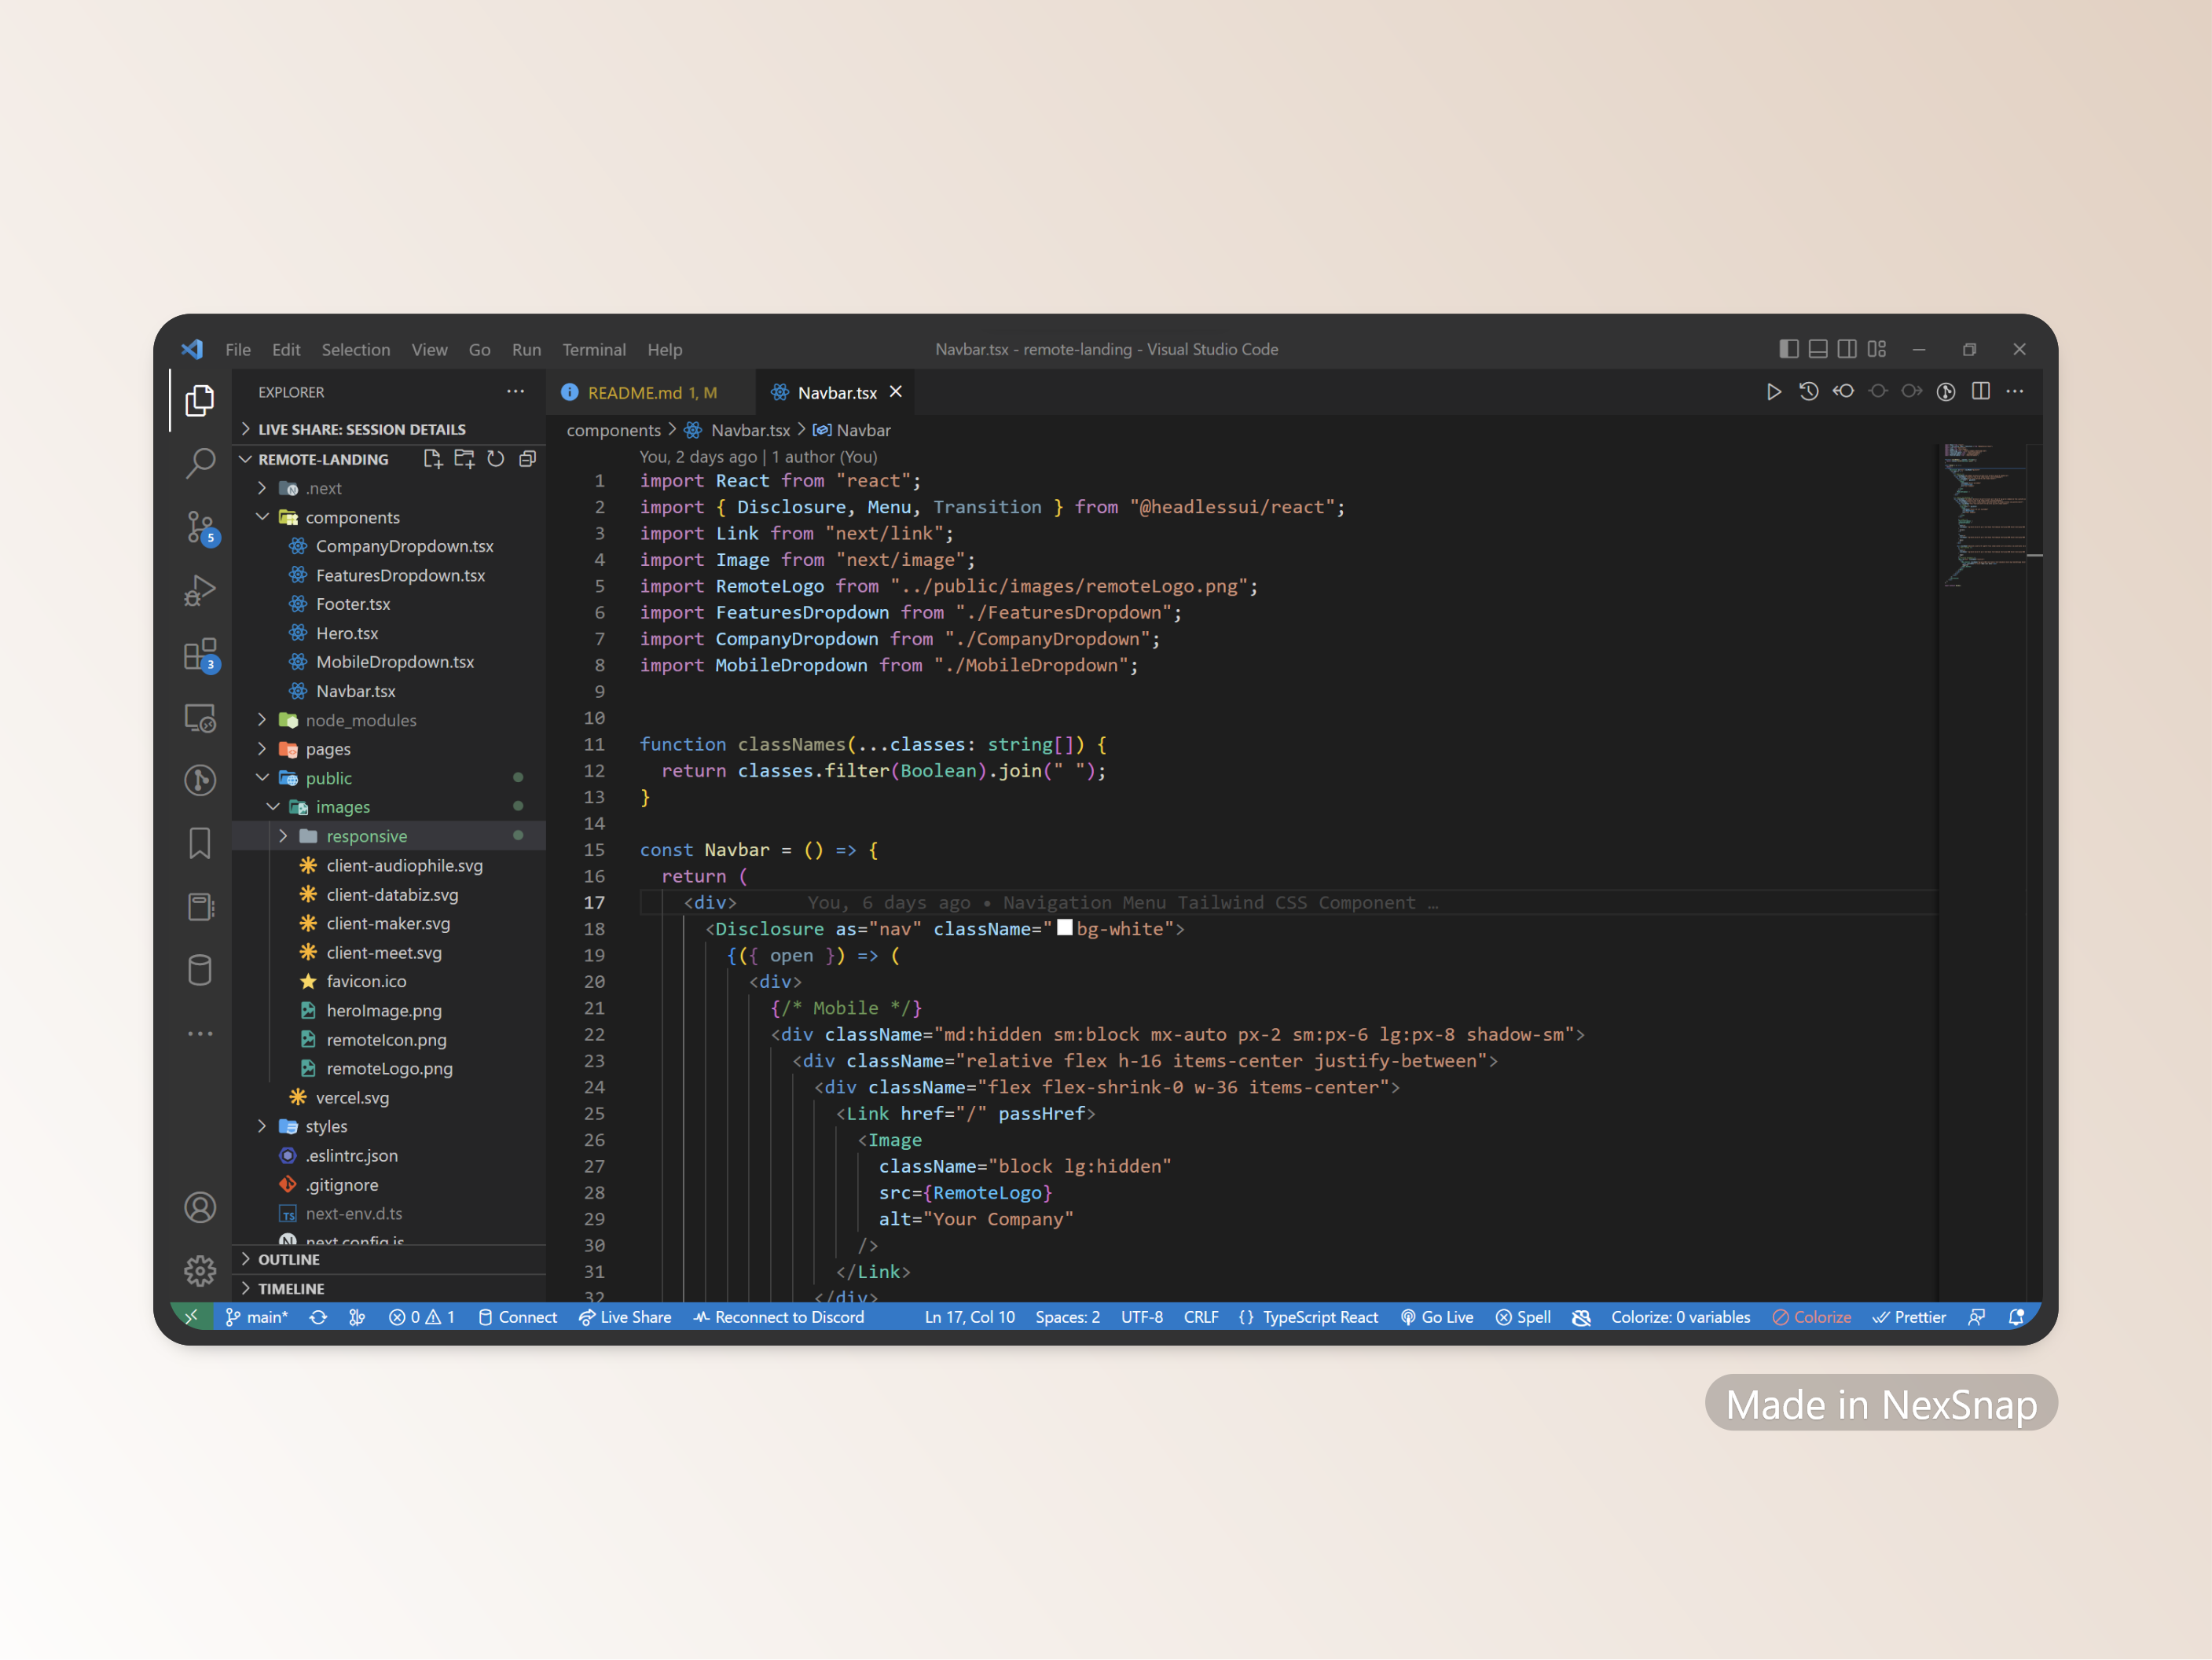 File Edit Selection View Go Run Terminal Help
Navbar.tsx - remote-landing - Visual Studio Code
EXPLORER
LIVE SHARE: SESSION DETAILS
REMOTE-LANDING
.next
components
CompanyDropdown.tsx
FeaturesDropdown.tsx
Footer.tsx
Hero.tsx
MobileDropdown.tsx
Navbar.tsx
node_modules
pages
public
images
responsive
client-audiophile.svg
client-databiz.svg
client-maker.svg
client-meet.svg
favicon.ico
heroImage.png
remoteIcon.png
remoteLogo.png
vercel.svg
styles
.eslintrc.json
.gitignore
TS next-env.d.ts
next.config.js
OUTLINE
TIMELINE
5
3
README.md 1, M
Navbar.tsx
components > Navbar.tsx > Navbar
You, 2 days ago | 1 author (You)
1 import React from "react";
2 import { Disclosure, Menu, Transition } from "@headlessui/react";
3 import Link from "next/link";
4 import Image from "next/image";
5 import RemoteLogo from "../public/images/remoteLogo.png";
6 import FeaturesDropdown from "./FeaturesDropdown";
7 import CompanyDropdown from "./CompanyDropdown";
8 import MobileDropdown from "./MobileDropdown";
9
10
11 function classNames(...classes: string[]) {
12 return classes.filter(Boolean).join(" ");
13 }
14
15 const Navbar = () => {
16 return (
17 <div> You, 6 days ago • Navigation Menu Tailwind CSS Component …
18 <Disclosure as="nav" className="bg-white">
19 {({ open }) => (
20 <div>
21 {/* Mobile */}
22 <div className="md:hidden sm:block mx-auto px-2 sm:px-6 lg:px-8 shadow-sm">
23 <div className="relative flex h-16 items-center justify-between">
24 <div className="flex flex-shrink-0 w-36 items-center">
25 <Link href="/" passHref>
26 <Image
27 className="block lg:hidden"
28 src={RemoteLogo}
29 alt="Your Company"
30 />
31 </Link>
32 </div>
main* 0 1 Connect Live Share Reconnect to Discord Ln 17, Col 10 Spaces: 2 UTF-8 CRLF {} TypeScript React Go Live Spell Colorize: 0 variables Colorize Prettier
Made in NexSnap